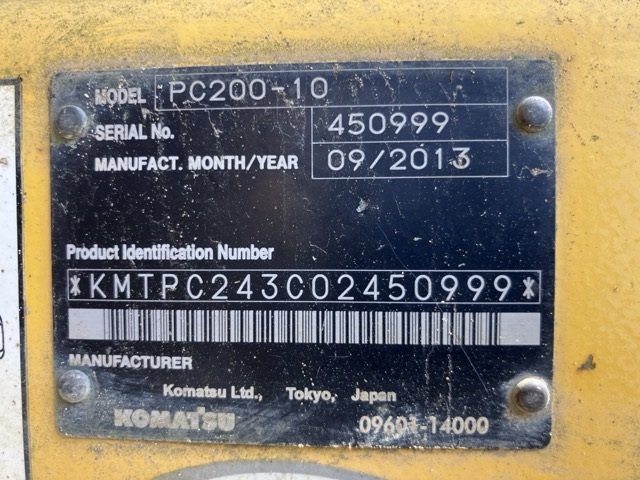 MODEL PC200-10
SERIAL No. 450999
MANUFACT. MONTH/YEAR 09/2013
Product Identification Number
*KMTPC243C02450999*
MANUFACTURER
Komatsu Ltd., Tokyo, Japan
KOMATSU 09601-14000